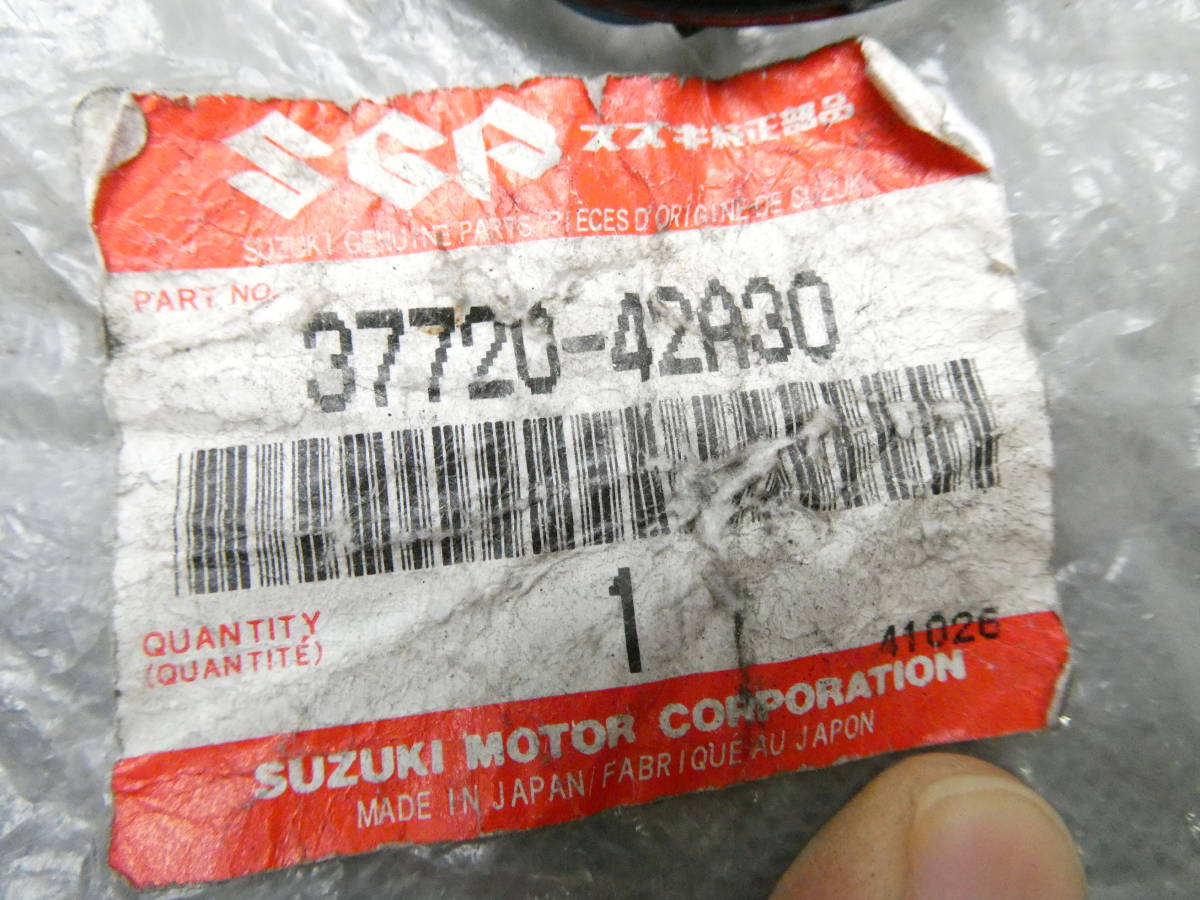 SGP スズキ純正部品
SUZUKI GENUINE PARTS/PIÈCES D'ORIGINE DE SUZUKI
PART NO.
37720-42A30
QUANTITY
(QUANTITÉ)
1
41026
SUZUKI MOTOR CORPORATION
MADE IN JAPAN/FABRIQUÉ AU JAPON